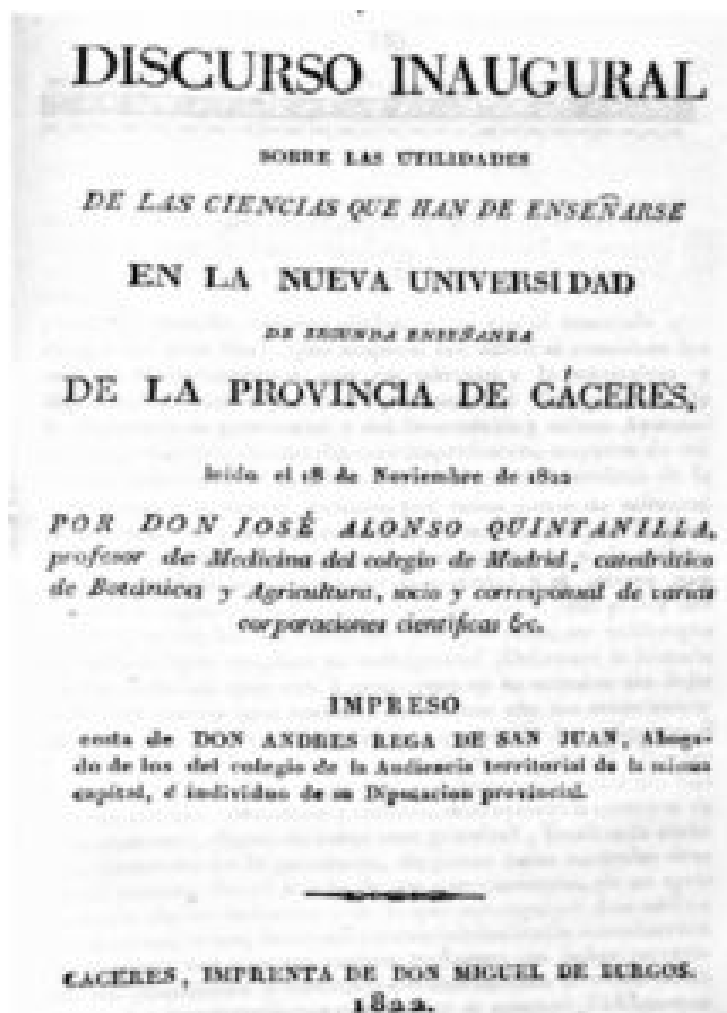 DISCURSO INAUGURAL
SOBRE LAS UTILIDADES
DE LAS CIENCIAS QUE HAN DE ENSEÑARSE
EN LA NUEVA UNIVERSIDAD
DE SEGUNDA ENSEÑANZA
DE LA PROVINCIA DE CÁCERES,
leido el 18 de Noviembre de 1822
POR DON JOSÉ ALONSO QUINTANILLA,
profesor de Medicina del colegio de Madrid, catedrático
de Botánica y Agricultura, socio y corresponsal de varias
corporaciones científicas &c.
IMPRESO
costa de DON ANDRES REGA DE SAN JUAN, Aboga-
do de los del colegio de la Audiencia territorial de la misma
capital, é individuo de su Diputacion provincial.
CACERES, IMPRENTA DE DON MIGUEL DE BURGOS.
1822.